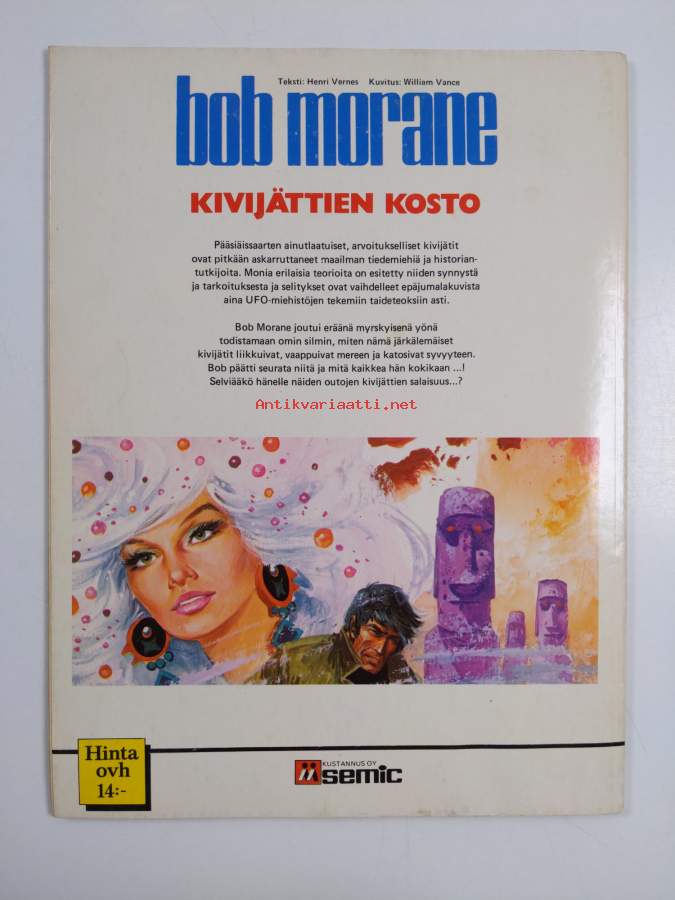 Teksti: Henri Vernes Kuvitus: William Vance
bob morane
KIVIJÄTTIEN KOSTO
Pääsiäissaarten ainutlaatuiset, arvoitukselliset kivijätit
ovat pitkään askarruttaneet maailman tiedemiehiä ja historian-
tutkijoita. Monia erilaisia teorioita on esitetty niiden synnystä
ja tarkoituksesta ja selitykset ovat vaihdelleet epäjumalakuvista
aina UFO-miehistöjen tekemiin taideteoksiin asti.
Bob Morane joutui eräänä myrskyisenä yönä
todistamaan omin silmin, miten nämä järkälemäiset
kivijätit liikkuivat, vaappuivat mereen ja katosivat syvyyteen.
Bob päätti seurata niitä ja mitä kaikkea hän kokikaan ...!
Selviääkö hänelle näiden outojen kivijättien salaisuus...?
Antikvariaatti.net
Hinta
ovh
14:-
KUSTANNUS OY
semic